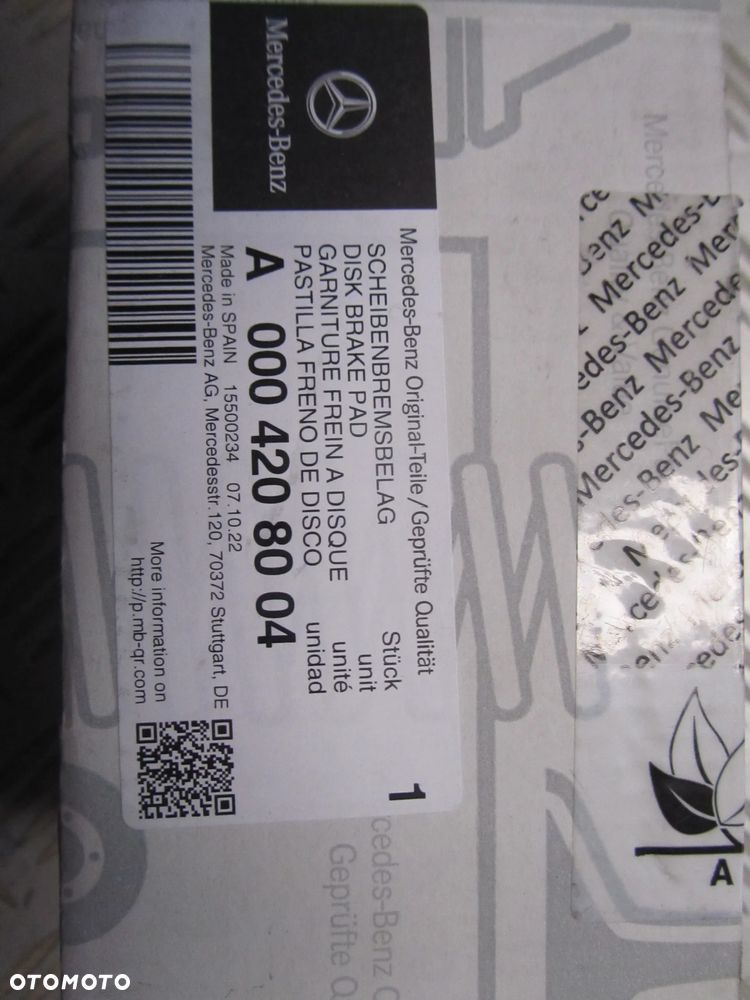 Mercedes-Benz
Mercedes-Benz Original-Teile/Geprüfte Qualität
SCHEIBENBREMSBELAG Stück 1
DISK BRAKE PAD unit
GARNITURE FREIN A DISQUE unité
PASTILLA FRENO DE DISCO unidad
A 000 420 80 04
Made in SPAIN 15500234 07.10.22
Mercedes-Benz AG, Mercedesstr.120, 70372 Stuttgart, DE
More information on
http://p.mb-qr.com
Mercedes-Benz
Mercedes-Benz
Mercedes-Benz
A
cedes-Benz
Geprüfte
OTOMOTO